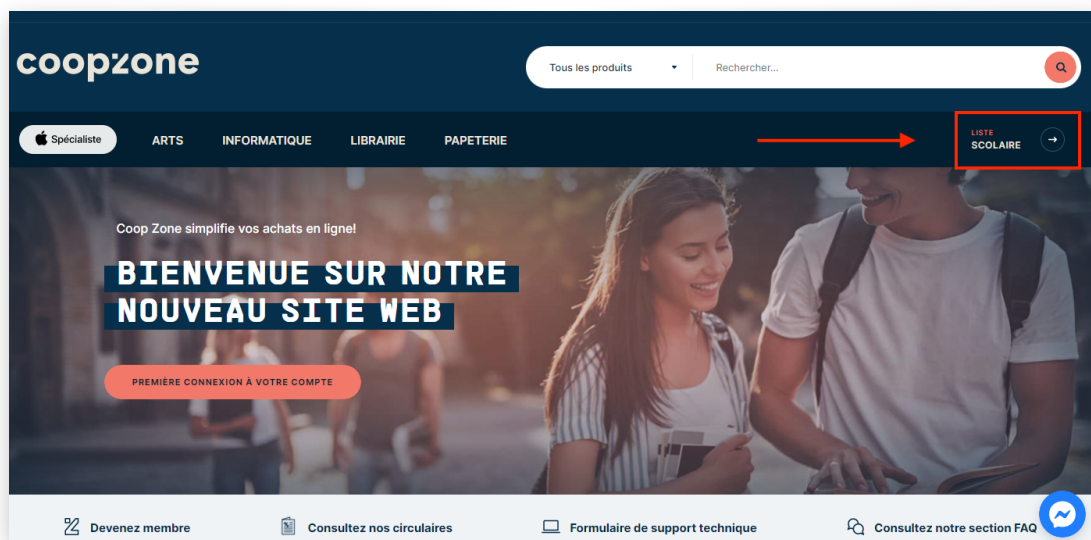 coopzone
Tous les produits
Rechercher...
Spécialiste
ARTS
INFORMATIQUE
LIBRAIRIE
PAPETERIE
LISTE
SCOLAIRE
Coop Zone simplifie vos achats en ligne!
BIENVENUE SUR NOTRE
NOUVEAU SITE WEB
PREMIÈRE CONNEXION À VOTRE COMPTE
Devenez membre
Consultez nos circulaires
Formulaire de support technique
Consultez notre section FAQ